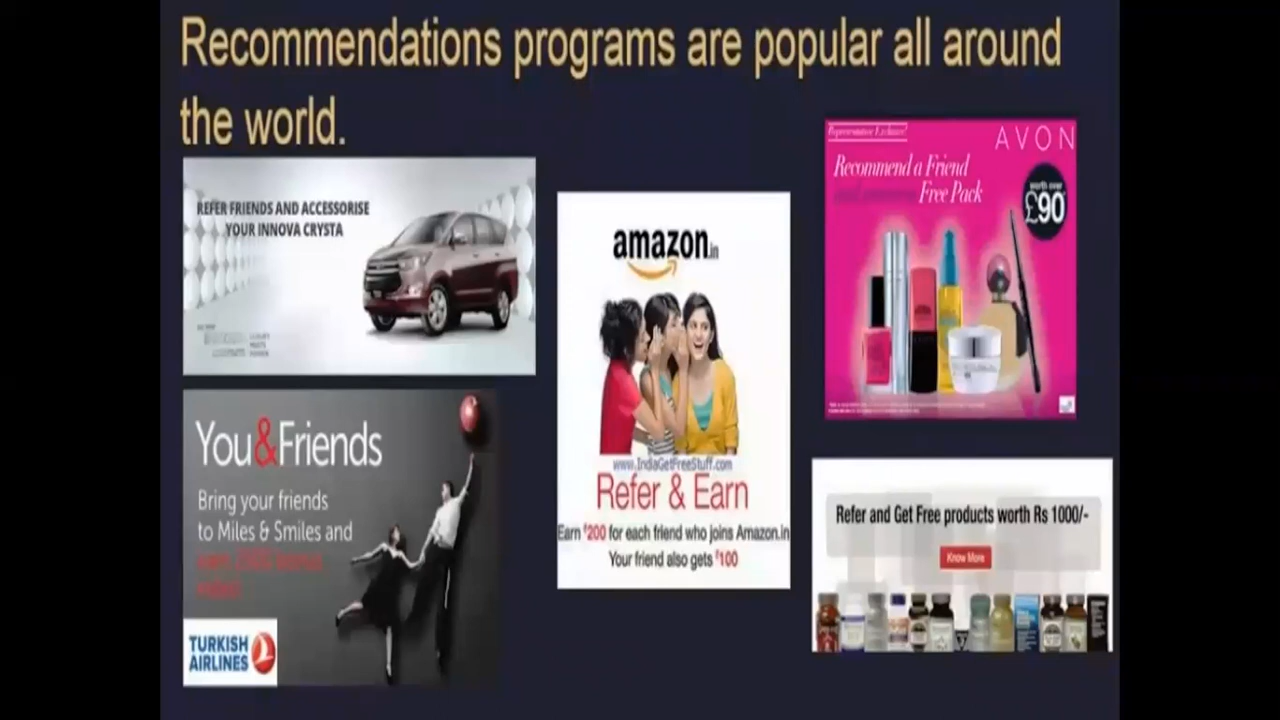 Recommendations programs are popular all around
the world.
REFER FRIENDS AND ACCESSORISE
YOUR INNOVA CRYSTA
You&Friends
Bring your friends
to Miles & Smiles and
TURKISH
AIRLINES
amazon.in
www.IndiaGetFreeStuff.com
Refer & Earn
Earn ₹200 for each friend who joins Amazon.in
Your friend also gets ₹100
AVON
Recommend a Friend
Free Pack
worth over
£90
Refer and Get Free products worth Rs 1000/-
Know More